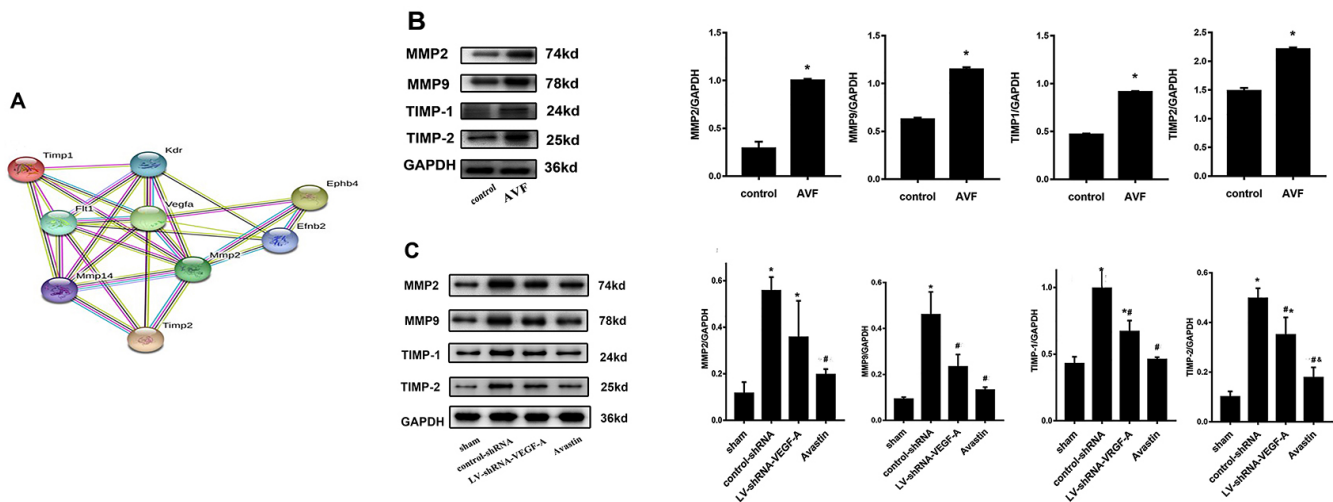 A
Timp1
Kdr
Ephb4
Flt1
Vegfa
Efnb2
Mmp2
Mmp14
Timp2
B
MMP2
74kd
MMP9
78kd
TIMP-1
24kd
TIMP-2
25kd
GAPDH
36kd
control
AVF
MMP2/GAPDH
1.5
1.0
0.5
0.0
*
control
AVF
MMP9/GAPDH
1.5
1.0
0.5
0.0
*
control
AVF
TIMP1/GAPDH
1.5
1.0
0.5
0.0
*
control
AVF
TIMP2/GAPDH
2.5
2.0
1.5
1.0
0.5
0.0
*
control
AVF
C
MMP2
74kd
MMP9
78kd
TIMP-1
24kd
TIMP-2
25kd
GAPDH
36kd
sham
control-shRNA
LV-shRNA-VEGF-A
Avastin
MMP2/GAPDH
0.6
0.4
0.2
0.0
*
*
#
sham
control-shRNA
LV-shRNA-VEGF-A
Avastin
MMP9/GAPDH
0.6
0.4
0.2
0.0
*
#
#
sham
control-shRNA
LV-shRNA-VEGF-A
Avastin
TIMP-1/GAPDH
1.0
0.5
0.0
*
*#
#
sham
control-shRNA
LV-shRNA-VRGF-A
Avastin
TIMP-2/GAPDH
0.6
0.4
0.2
0.0
*
#*
#&
sham
control-shRNA
LV-shRNA-VEGF-A
Avastin